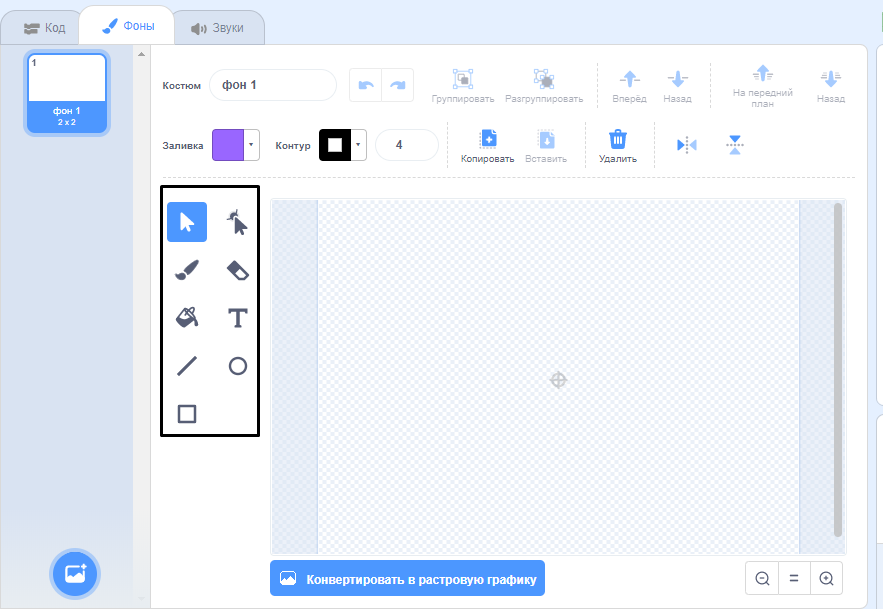 Код
Фоны
Звуки
1
фон 1
2 x 2
Костюм
фон 1
Группировать
Разгруппировать
Вперёд
Назад
На передний
план
Назад
Заливка
Контур
4
Копировать
Вставить
Удалить
T
Конвертировать в растровую графику
=